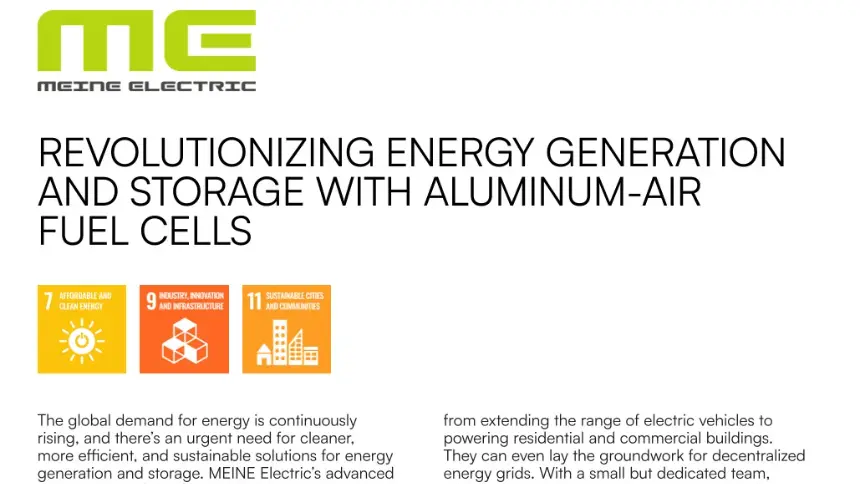 ME
MEINE ELECTRIC
REVOLUTIONIZING ENERGY GENERATION
AND STORAGE WITH ALUMINUM-AIR
FUEL CELLS
7 AFFORDABLE AND
CLEAN ENERGY
9 INDUSTRY, INNOVATION
AND INFRASTRUCTURE
11 SUSTAINABLE CITIES
AND COMMUNITIES
The global demand for energy is continuously
rising, and there’s an urgent need for cleaner,
more efficient, and sustainable solutions for energy
generation and storage. MEINE Electric’s advanced
from extending the range of electric vehicles to
powering residential and commercial buildings.
They can even lay the groundwork for decentralized
energy grids. With a small but dedicated team,